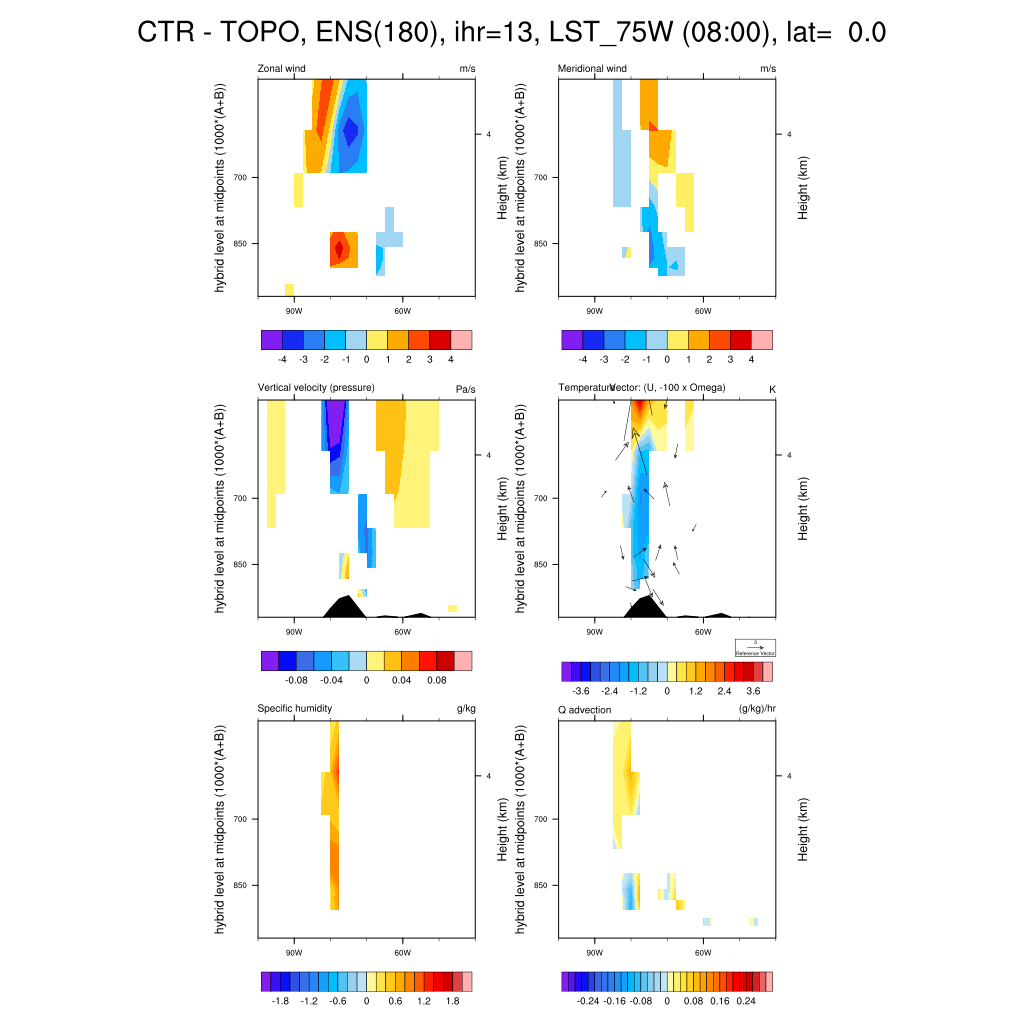 CTR - TOPO, ENS(180), ihr=13, LST_75W (08:00), lat=  0.0
Zonal wind m/s
hybrid level at midpoints (1000*(A+B))
Height (km)
4
700
850
90W 60W
-4 -3 -2 -1 0 1 2 3 4
Meridional wind m/s
hybrid level at midpoints (1000*(A+B))
Height (km)
4
700
850
90W 60W
-4 -3 -2 -1 0 1 2 3 4
Vertical velocity (pressure) Pa/s
hybrid level at midpoints (1000*(A+B))
Height (km)
4
700
850
90W 60W
-0.08 -0.04 0 0.04 0.08
Temperature Vector: (U, -100 x Omega) K
hybrid level at midpoints (1000*(A+B))
Height (km)
4
700
850
90W 60W
3
Reference Vector
-3.6 -2.4 -1.2 0 1.2 2.4 3.6
Specific humidity g/kg
hybrid level at midpoints (1000*(A+B))
Height (km)
4
700
850
90W 60W
-1.8 -1.2 -0.6 0 0.6 1.2 1.8
Q advection (g/kg)/hr
hybrid level at midpoints (1000*(A+B))
Height (km)
4
700
850
90W 60W
-0.24 -0.16 -0.08 0 0.08 0.16 0.24